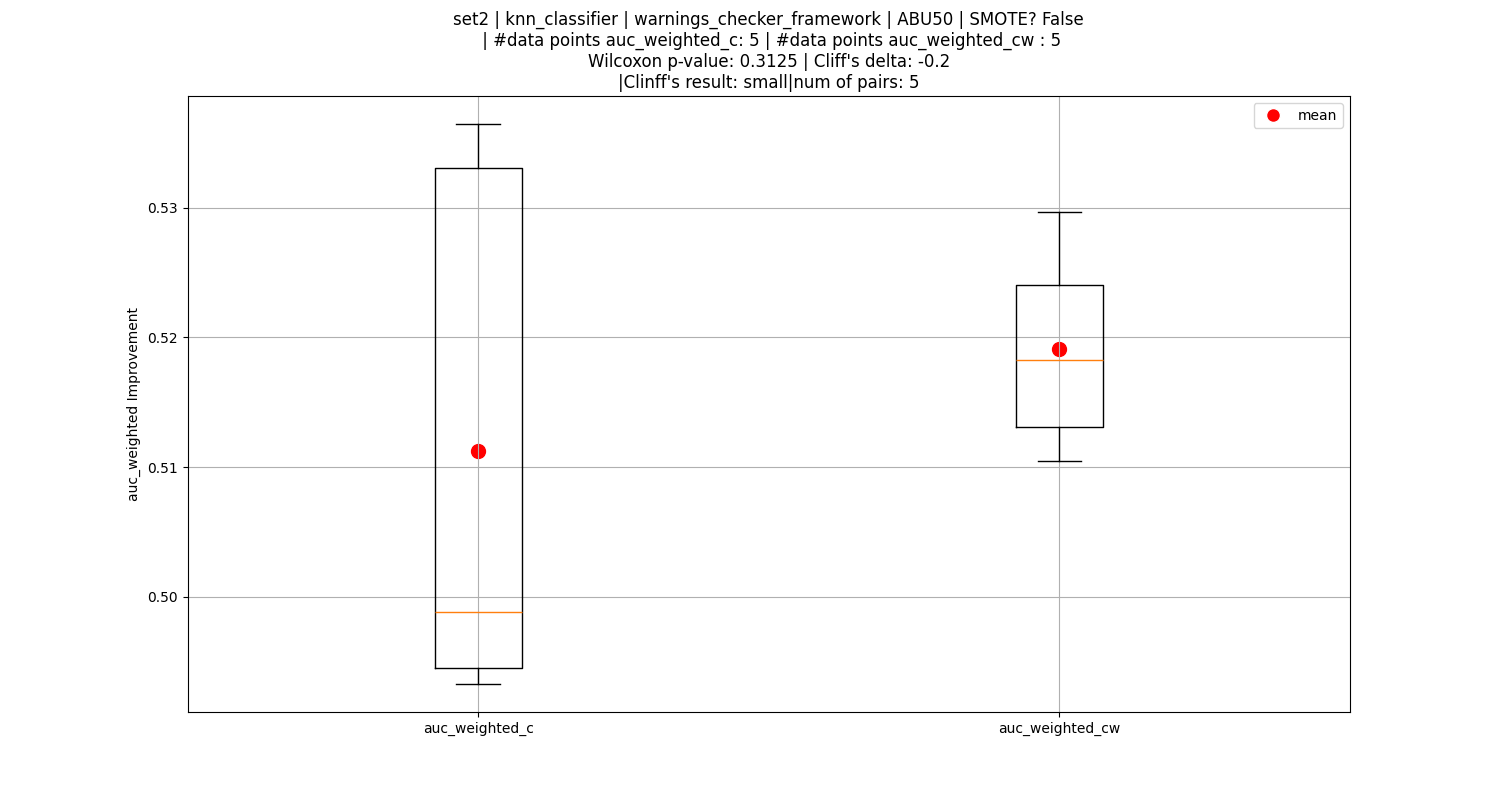 set2 | knn_classifier | warnings_checker_framework | ABU50 | SMOTE? False
| #data points auc_weighted_c: 5 | #data points auc_weighted_cw : 5
Wilcoxon p-value: 0.3125 | Cliff's delta: -0.2
|Clinff's result: small|num of pairs: 5
mean
0.53
0.52
0.51
0.50
auc_weighted Improvement
auc_weighted_c
auc_weighted_cw